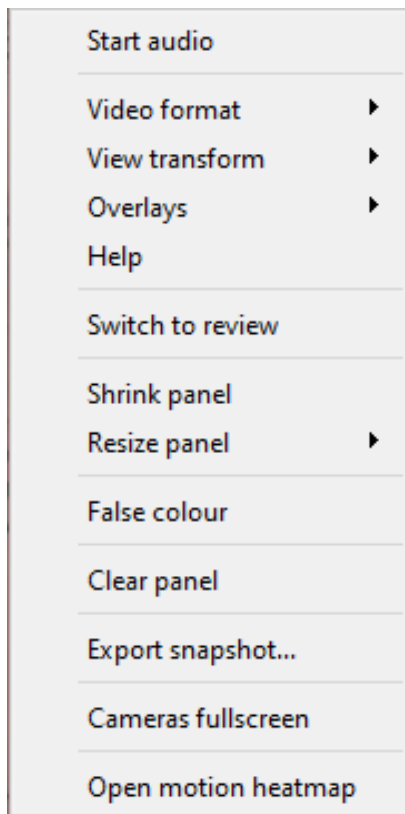 Start audio
Video format
View transform
Overlays
Help
Switch to review
Shrink panel
Resize panel
False colour
Clear panel
Export snapshot...
Cameras fullscreen
Open motion heatmap